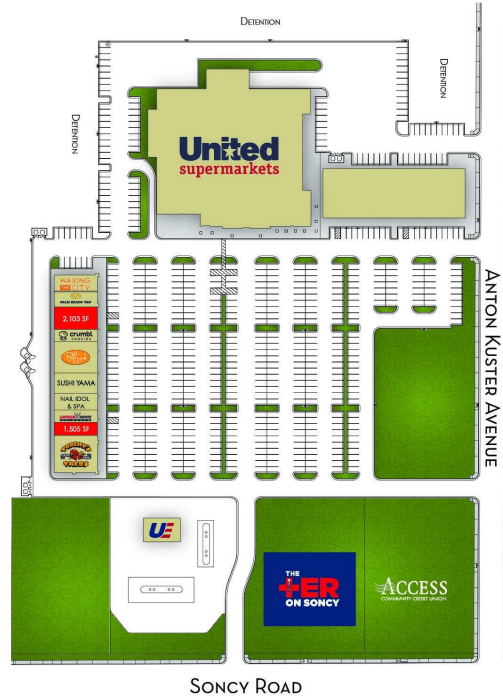 DETENTION
DETENTION
DETENTION
United
supermarkets
WAXING
THE CITY
PALM BEACH TAN
2,103 SF
crumbl
cookies
SUSHI YAMA
NAIL IDOL
& SPA
1,505 SF
TORCHY'S
TACOS
ANTON KUSTER AVENUE
UE
THE
ER
ON SONCY
ACCESS
COMMUNITY CREDIT UNION
SONCY ROAD